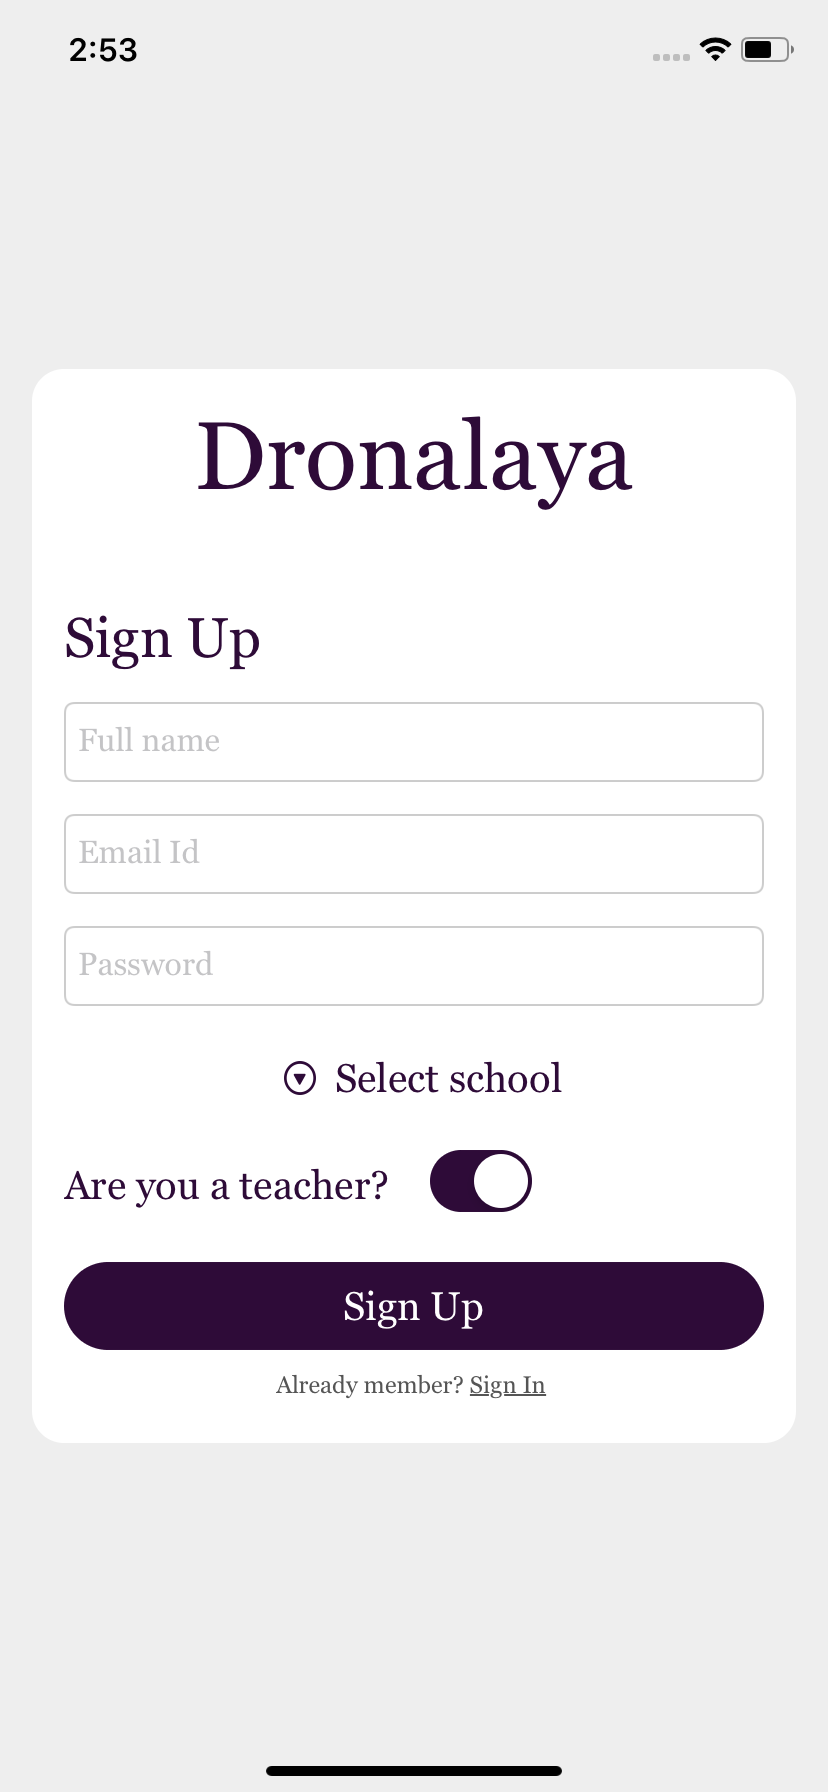 2:53
Dronalaya
Sign Up
Full name
Email Id
Password
Select school
Are you a teacher?
Sign Up
Already member? Sign In